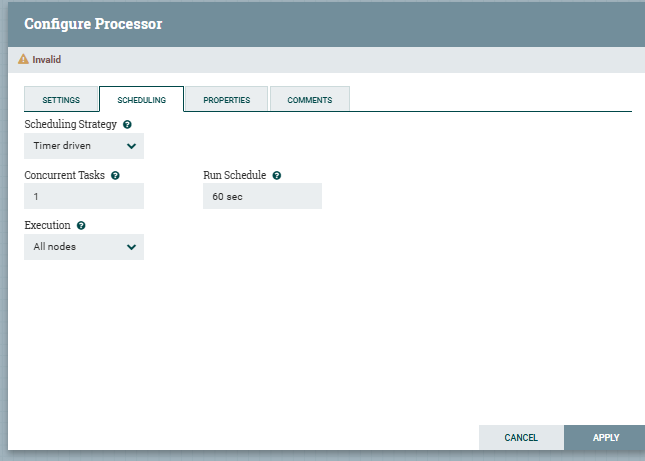 Configure Processor
Invalid
SETTINGS SCHEDULING PROPERTIES COMMENTS
Scheduling Strategy ?
Timer driven
Concurrent Tasks ? Run Schedule ?
1 60 sec
Execution ?
All nodes
CANCEL APPLY